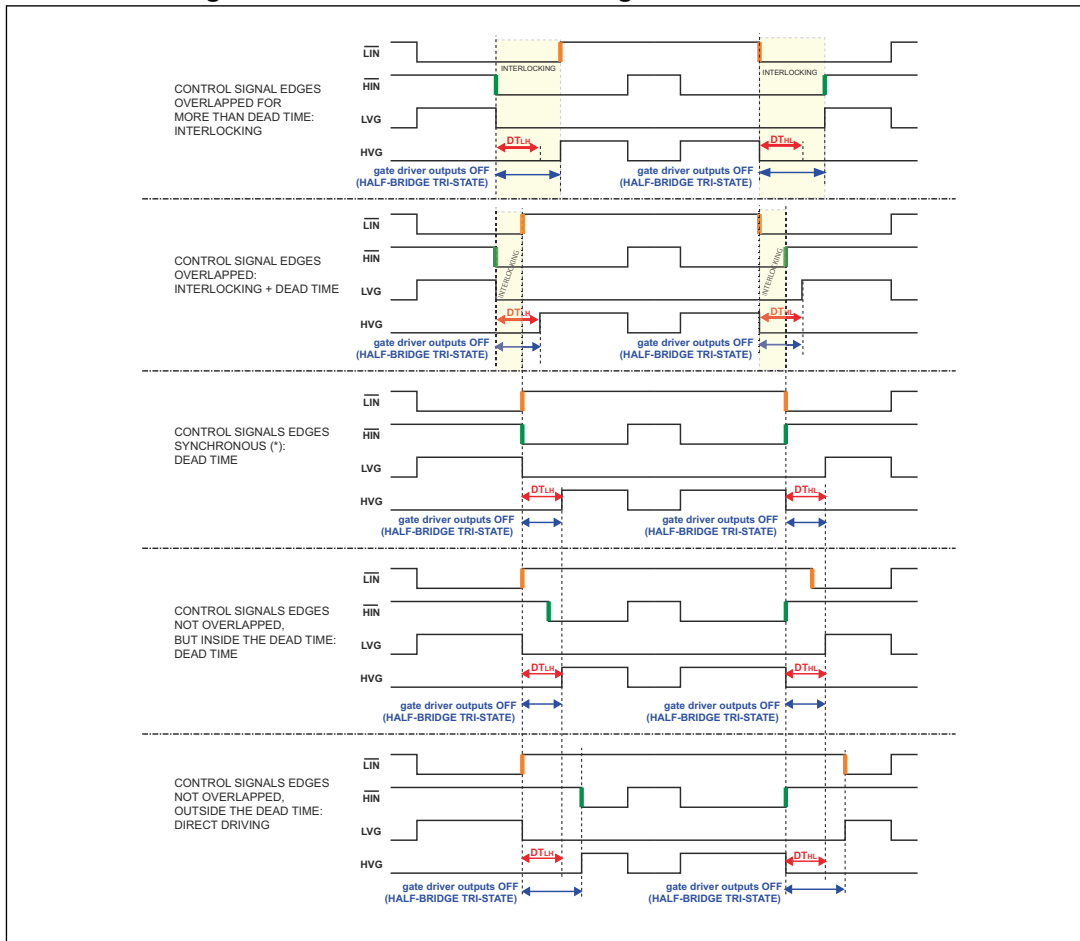 LIN
INTERLOCKING
INTERLOCKING
HIN
CONTROL SIGNAL EDGES
OVERLAPPED FOR
MORE THAN DEAD TIME:
INTERLOCKING
LVG
DTLH
DTHL
HVG
gate driver outputs OFF
(HALF-BRIDGE TRI-STATE)
gate driver outputs OFF
(HALF-BRIDGE TRI-STATE)
LIN
HIN
CONTROL SIGNAL EDGES
OVERLAPPED:
INTERLOCKING + DEAD TIME
INTERLOCKING
INTERLOCKING
LVG
DTLH
DTHL
HVG
gate driver outputs OFF
(HALF-BRIDGE TRI-STATE)
gate driver outputs OFF
(HALF-BRIDGE TRI-STATE)
LIN
HIN
CONTROL SIGNALS EDGES
SYNCHRONOUS (*):
DEAD TIME
LVG
DTLH
DTHL
HVG
gate driver outputs OFF
(HALF-BRIDGE TRI-STATE)
gate driver outputs OFF
(HALF-BRIDGE TRI-STATE)
LIN
HIN
CONTROL SIGNALS EDGES
NOT OVERLAPPED,
BUT INSIDE THE DEAD TIME:
DEAD TIME
LVG
DTLH
DTHL
HVG
gate driver outputs OFF
(HALF-BRIDGE TRI-STATE)
gate driver outputs OFF
(HALF-BRIDGE TRI-STATE)
LIN
HIN
CONTROL SIGNALS EDGES
NOT OVERLAPPED,
OUTSIDE THE DEAD TIME:
DIRECT DRIVING
LVG
DTLH
DTHL
HVG
gate driver outputs OFF
(HALF-BRIDGE TRI-STATE)
gate driver outputs OFF
(HALF-BRIDGE TRI-STATE)